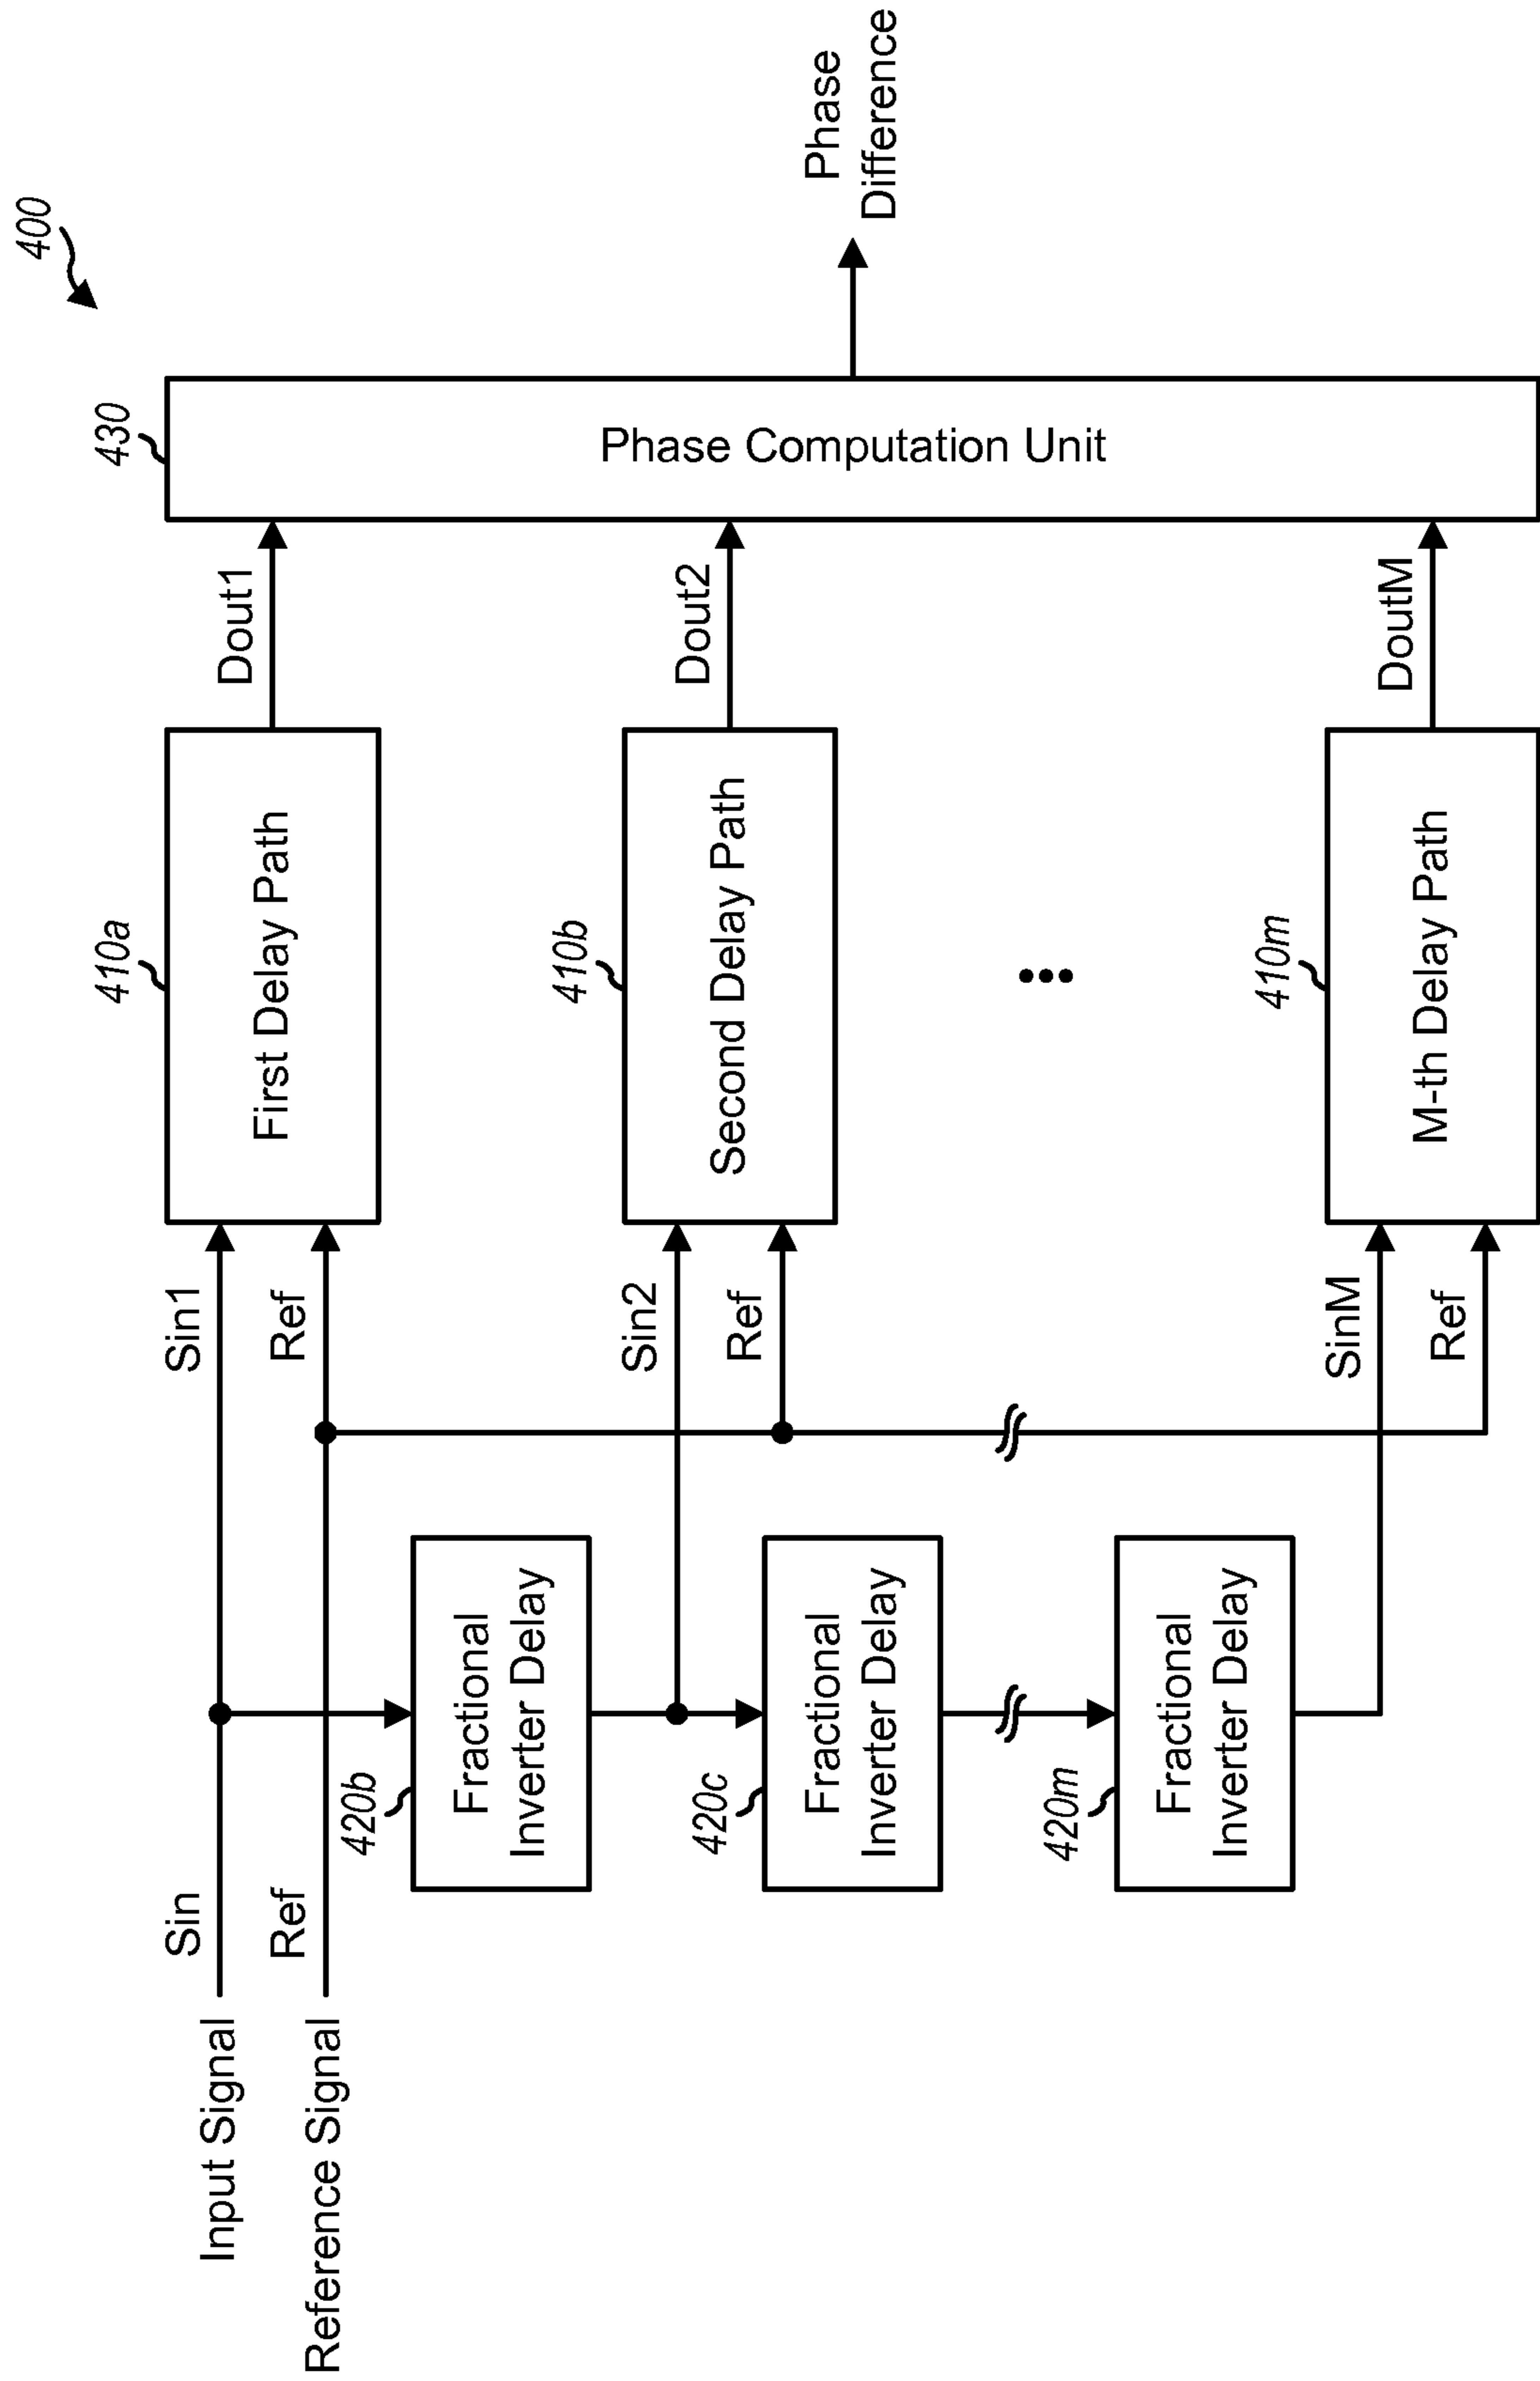 400
430
410a
410b
410m
420b
420c
420m
Input Signal
Sin
Reference Signal
Ref
Sin1
Ref
First Delay Path
Dout1
Fractional
Inverter Delay
Sin2
Ref
Second Delay Path
Dout2
Fractional
Inverter Delay
Fractional
Inverter Delay
SinM
Ref
M-th Delay Path
DoutM
Phase Computation Unit
Phase
Difference